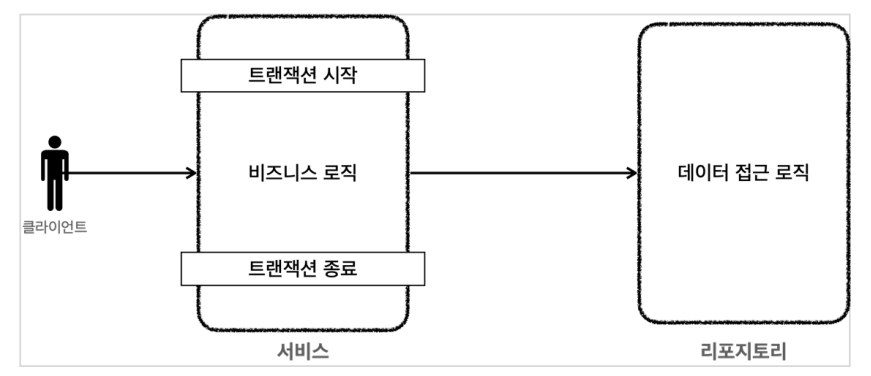 트랜잭션 시작
비즈니스 로직
데이터 접근 로직
클라이언트
트랜잭션 종료
서비스
리포지토리